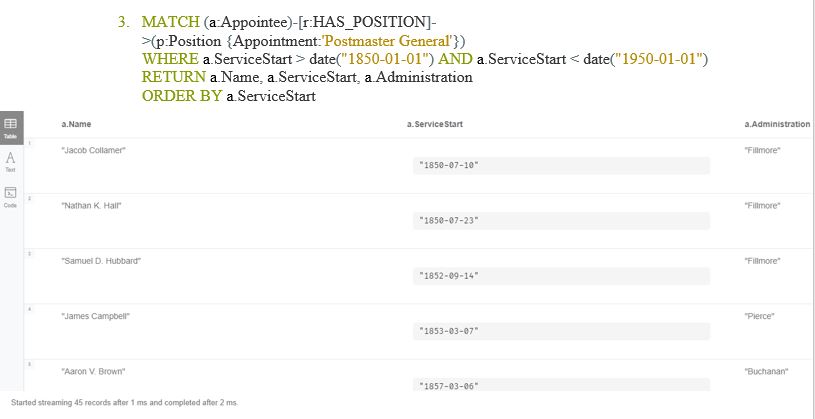 3. MATCH (a:Appointee)-[r:HAS_POSITION]-
>(p:Position {Appointment:'Postmaster General'})
WHERE a.ServiceStart > date("1850-01-01") AND a.ServiceStart < date("1950-01-01")
RETURN a.Name, a.ServiceStart, a.Administration
ORDER BY a.ServiceStart
a.Name a.ServiceStart a.Administration
Table
1
"Jacob Collamer" "Fillmore"
"1850-07-10"
A
Text
Code
2
"Nathan K. Hall" "Fillmore"
"1850-07-23"
3
"Samuel D. Hubbard" "Fillmore"
"1852-09-14"
4
"James Campbell" "Pierce"
"1853-03-07"
5
"Aaron V. Brown" "Buchanan"
"1857-03-06"
Started streaming 45 records after 1 ms and completed after 2 ms.